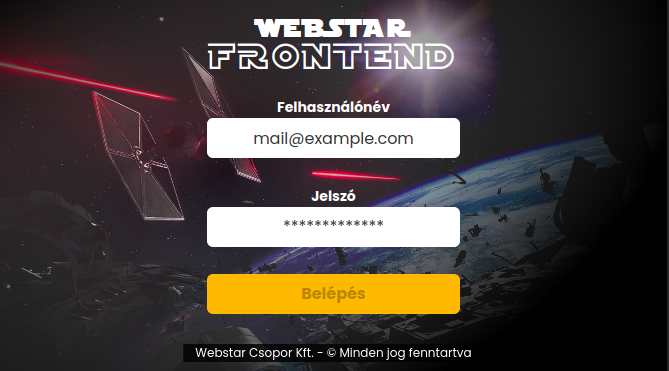 WEBSTAR
FRONTEND
Felhasználónév
mail@example.com
Jelszó
*************
Belépés
Webstar Csopor Kft. - © Minden jog fenntartva